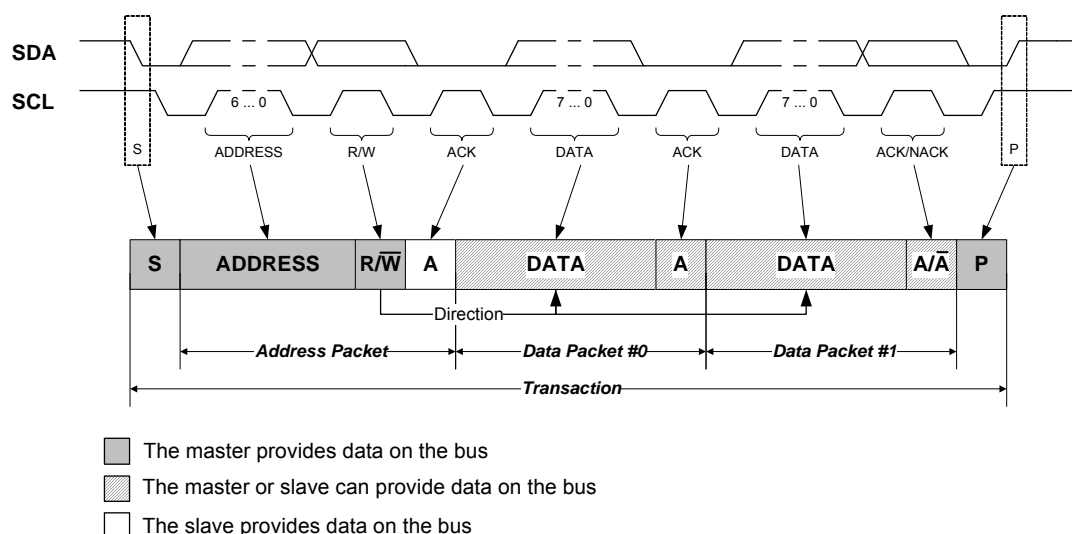 SDA
SCL
6 ... 0
7 ... 0
7 ... 0
S
ADDRESS
R/W
ACK
DATA
ACK
DATA
ACK/NACK
P
S
ADDRESS
R/W̅
A
DATA
A
DATA
A/A̅
P
Direction
Address Packet
Data Packet #0
Data Packet #1
Transaction
The master provides data on the bus
The master or slave can provide data on the bus
The slave provides data on the bus